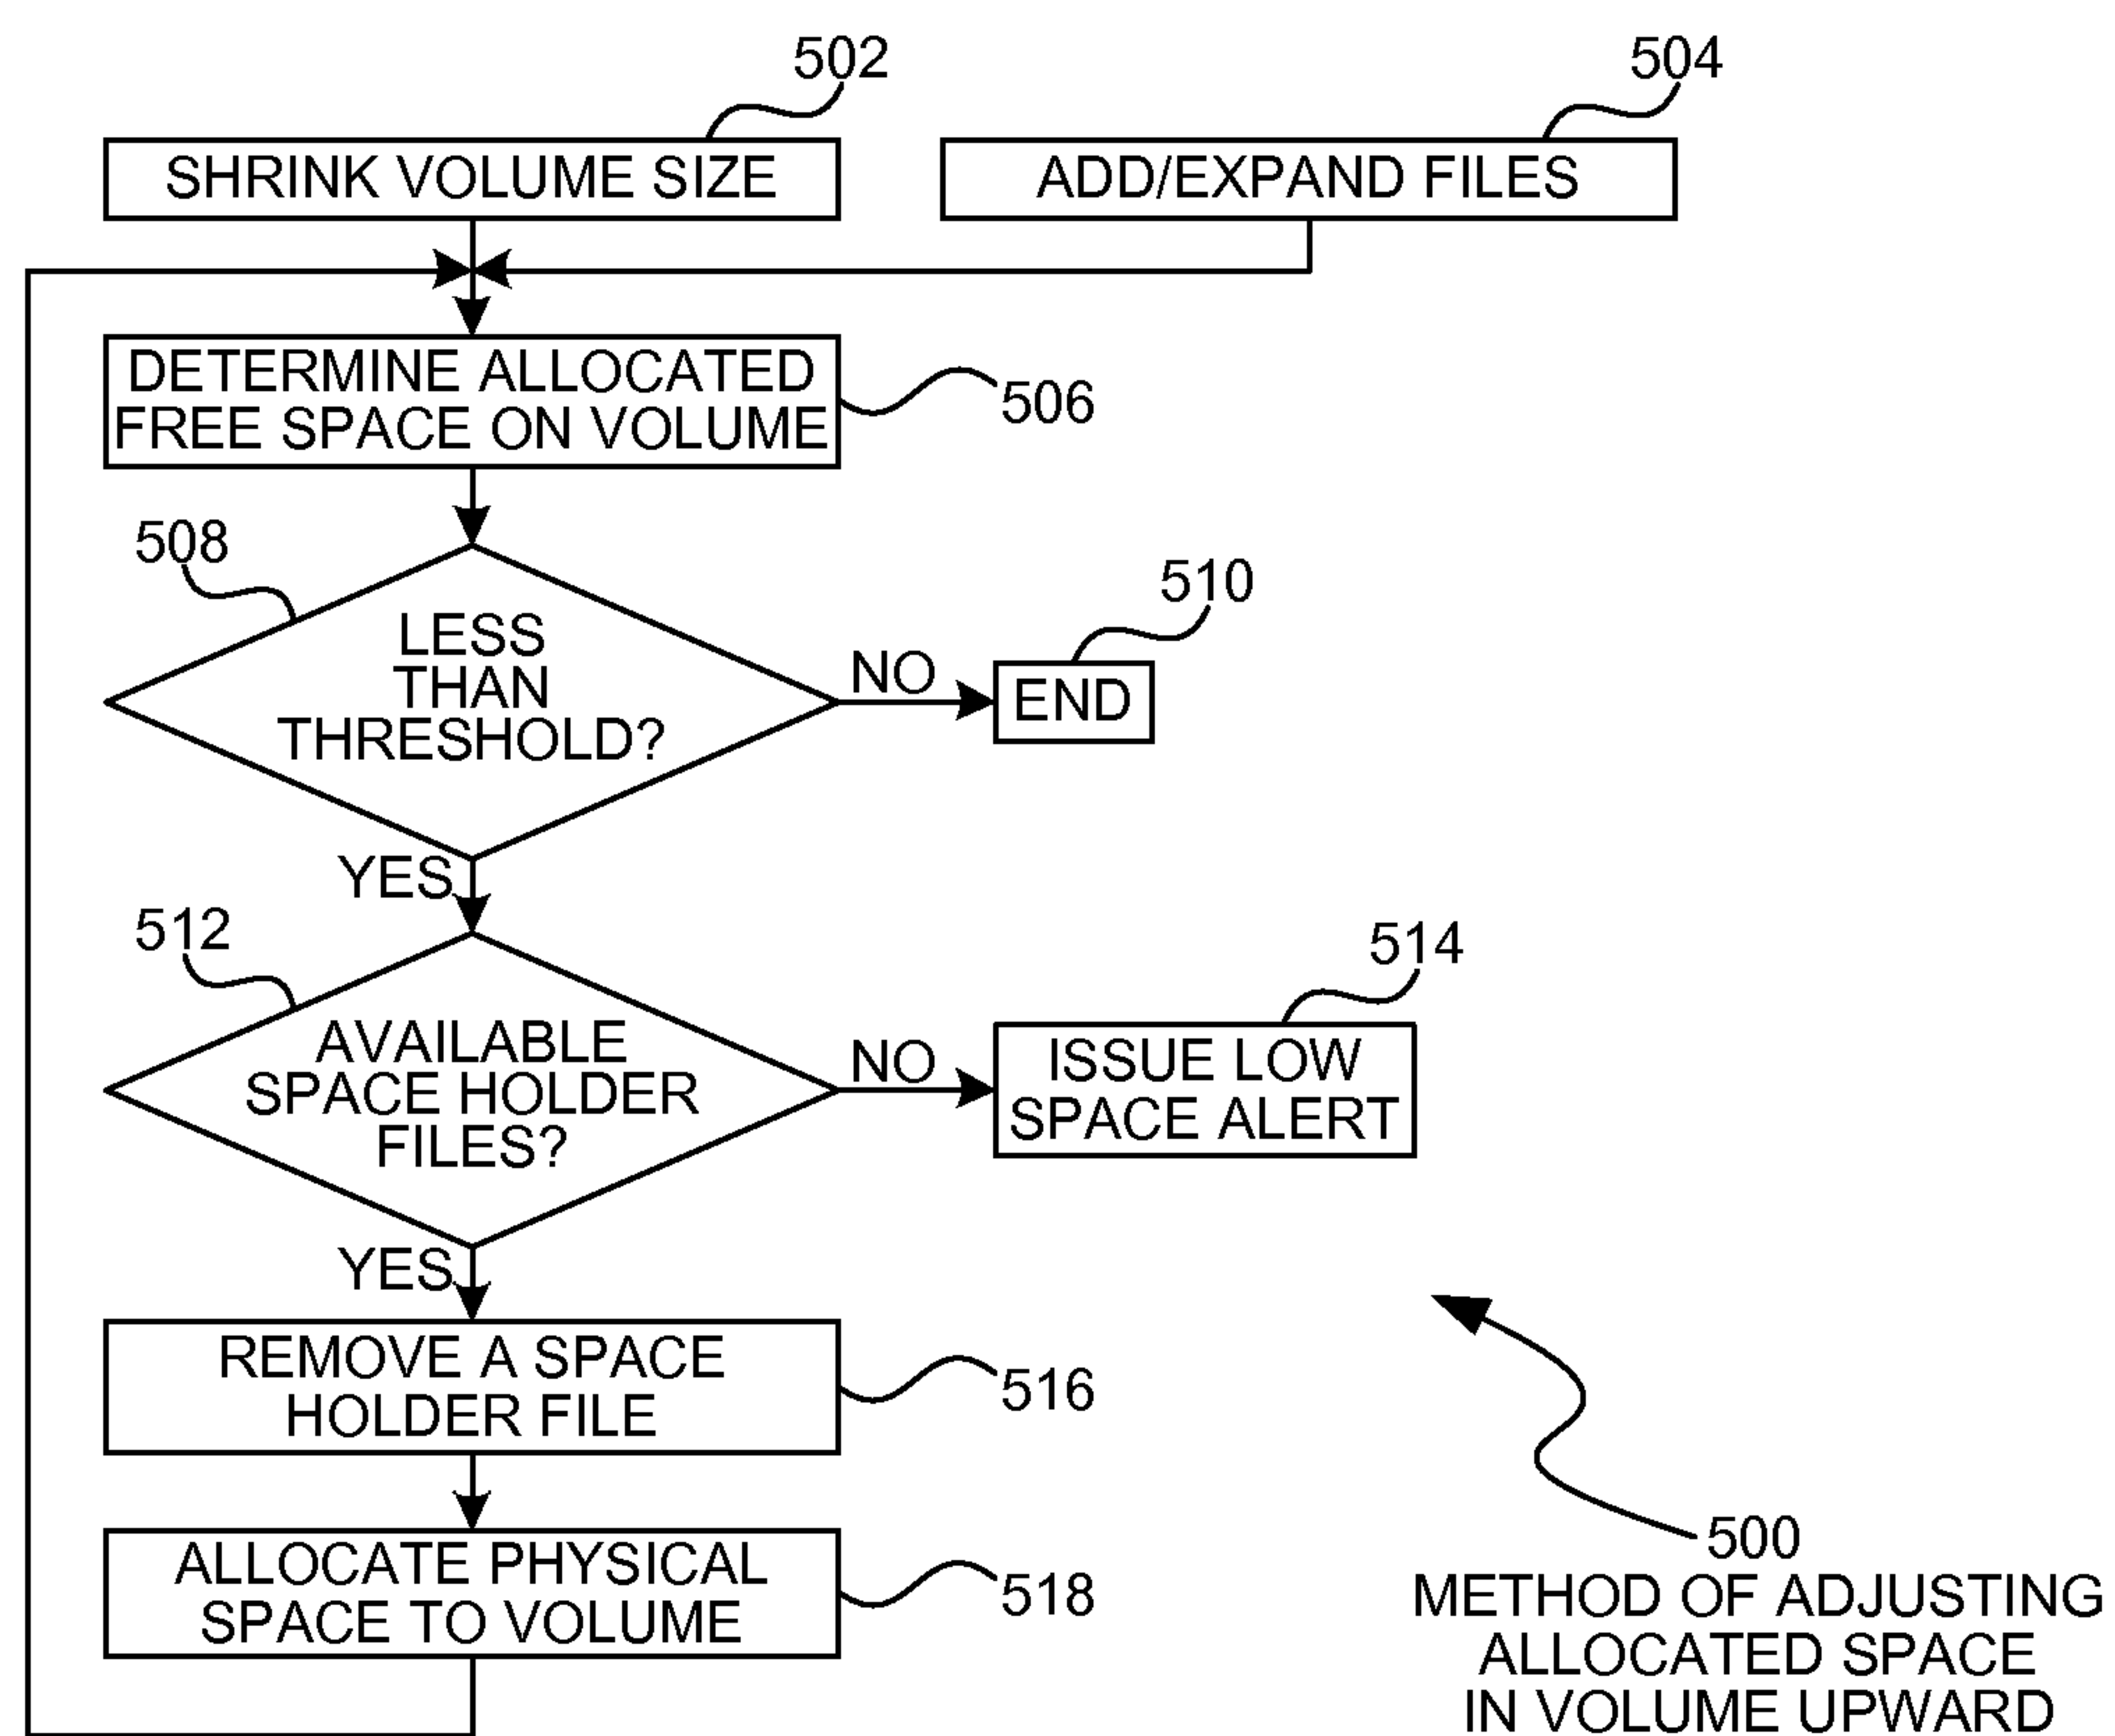 502
504
SHRINK VOLUME SIZE
ADD/EXPAND FILES
DETERMINE ALLOCATED
FREE SPACE ON VOLUME
506
508
LESS
THAN
THRESHOLD?
NO
510
END
YES
512
AVAILABLE
SPACE HOLDER
FILES?
NO
514
ISSUE LOW
SPACE ALERT
YES
REMOVE A SPACE
HOLDER FILE
516
ALLOCATE PHYSICAL
SPACE TO VOLUME
518
500
METHOD OF ADJUSTING
ALLOCATED SPACE
IN VOLUME UPWARD